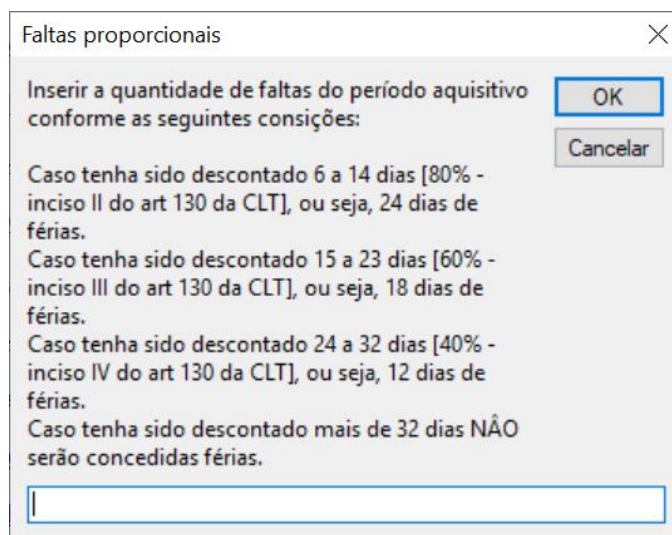 Faltas proporcionais
Inserir a quantidade de faltas do período aquisitivo
conforme as seguintes consições:
OK
Cancelar
Caso tenha sido descontado 6 a 14 dias [80% -
inciso II do art 130 da CLT], ou seja, 24 dias de
férias.
Caso tenha sido descontado 15 a 23 dias [60% -
inciso III do art 130 da CLT], ou seja, 18 dias de
férias.
Caso tenha sido descontado 24 a 32 dias [40% -
inciso IV do art 130 da CLT], ou seja, 12 dias de
férias.
Caso tenha sido descontado mais de 32 dias NÂO
serão concedidas férias.